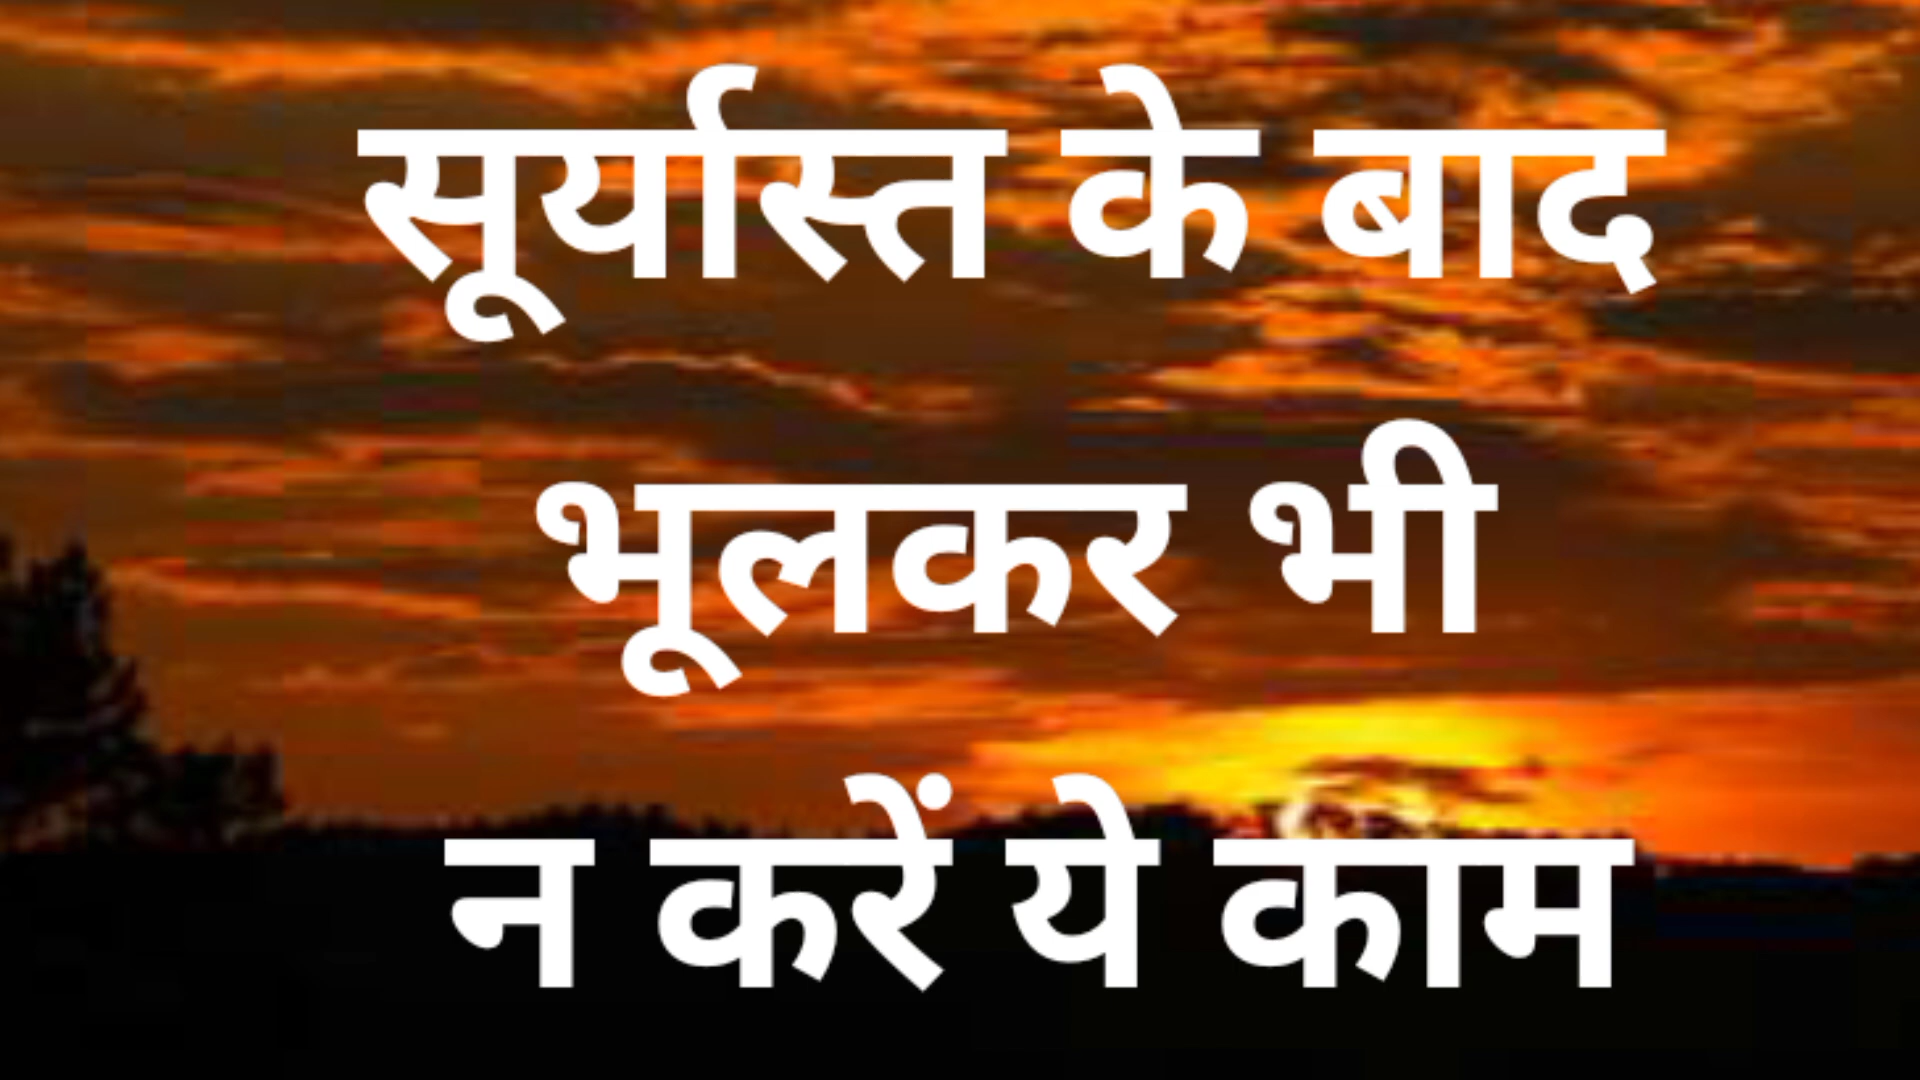 सूर्यास्त के बाद
भूलकर भी
न करें ये काम